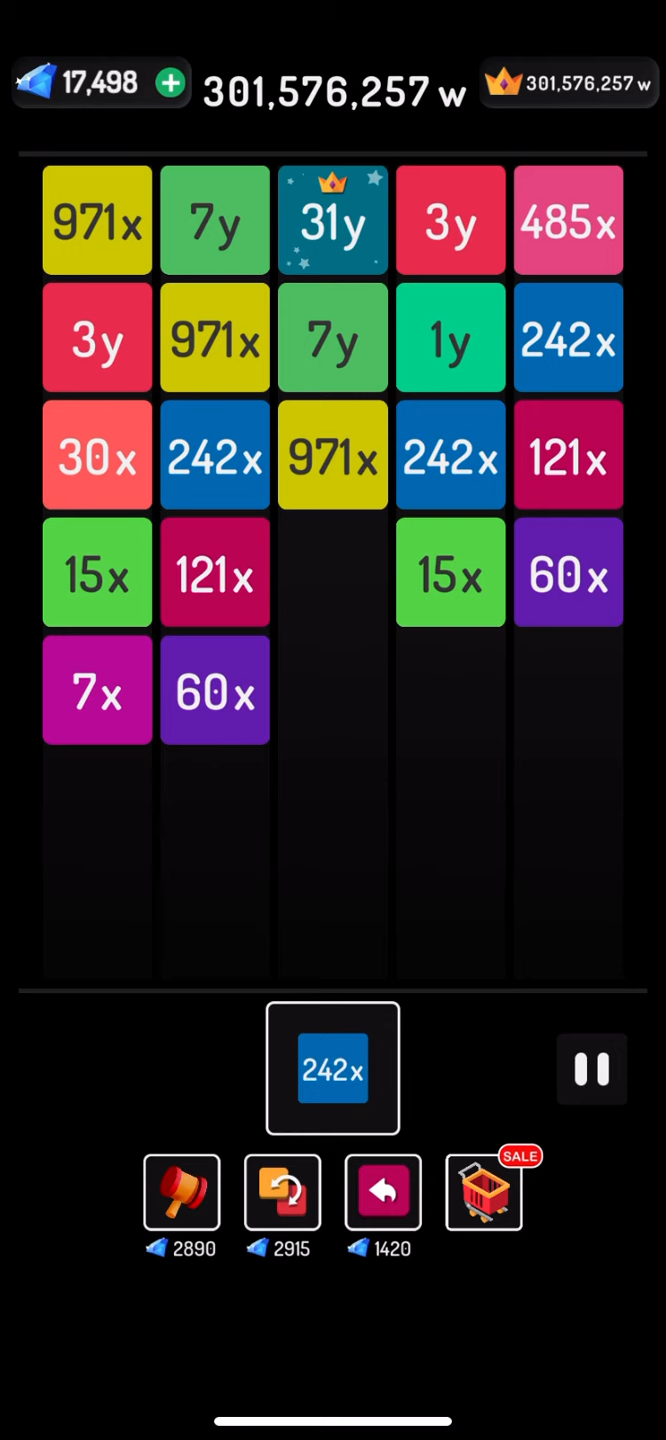 17,498 301,576,257 w 301,576,257 w
971x 7y 31y 3y 485x
3y 971x 7y 1y 242x
30x 242x 971x 242x 121x
15x 121x 15x 60x
7x 60x
242x
SALE
2890 2915 1420